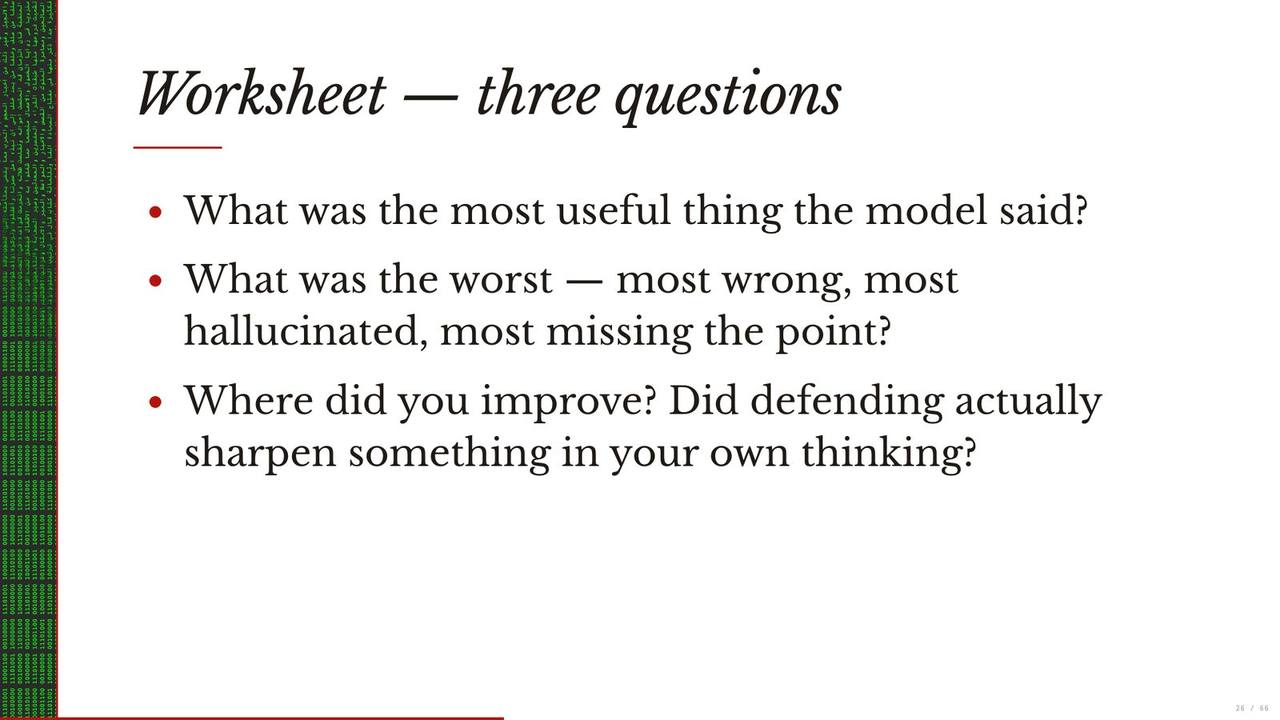 Worksheet — three questions
• What was the most useful thing the model said?
• What was the worst — most wrong, most
hallucinated, most missing the point?
• Where did you improve? Did defending actually
sharpen something in your own thinking?
26 / 66